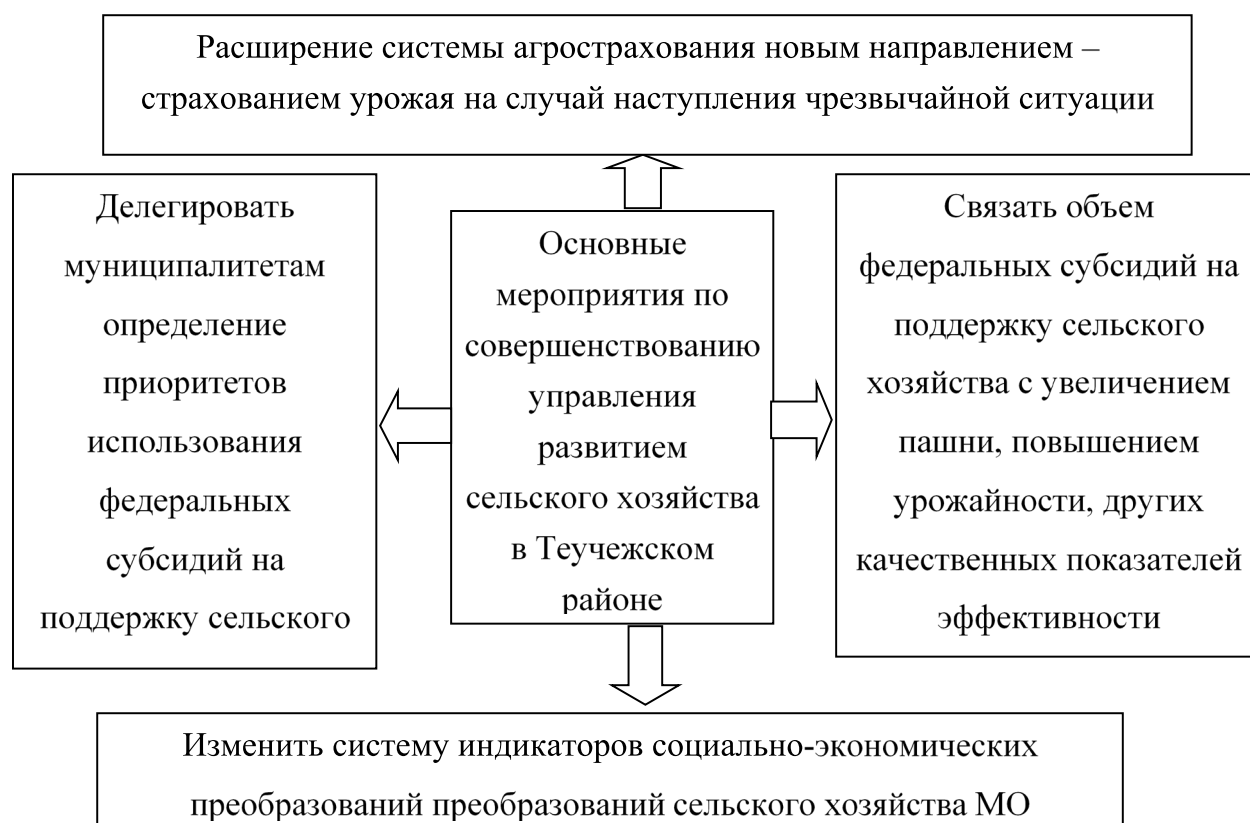 Расширение системы агрострахования новым направлением –
страхованием урожая на случай наступления чрезвычайной ситуации
Делегировать
муниципалитетам
определение
приоритетов
использования
федеральных
субсидий на
поддержку сельского
Основные
мероприятия по
совершенствованию
управления
развитием
сельского хозяйства
в Теучежском
районе
Связать объем
федеральных субсидий на
поддержку сельского
хозяйства с увеличением
пашни, повышением
урожайности, других
качественных показателей
эффективности
Изменить систему индикаторов социально-экономических
преобразований преобразований сельского хозяйства МО